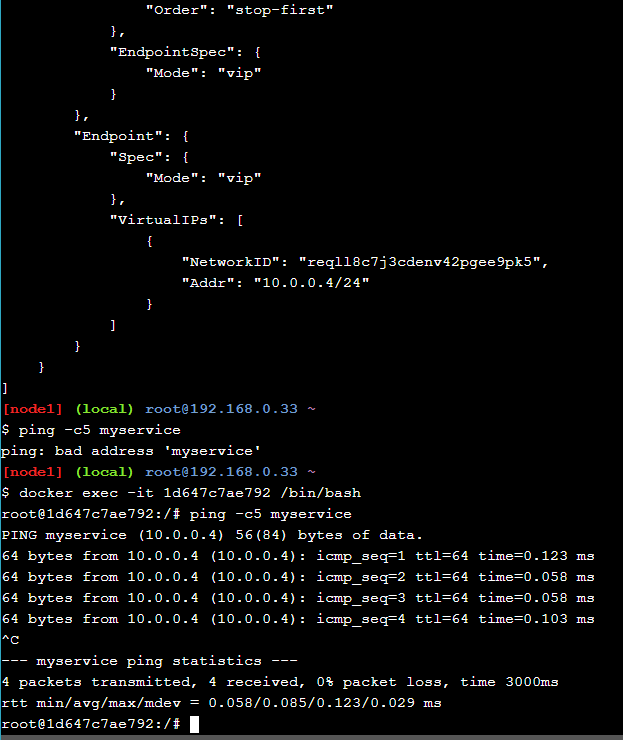 "Order": "stop-first"
},
"EndpointSpec": {
"Mode": "vip"
}
},
"Endpoint": {
"Spec": {
"Mode": "vip"
},
"VirtualIPs": [
{
"NetworkID": "reqll8c7j3cdenv42pgee9pk5",
"Addr": "10.0.0.4/24"
}
]
}
}
]
[node1] (local) root@192.168.0.33 ~
$ ping -c5 myservice
ping: bad address 'myservice'
[node1] (local) root@192.168.0.33 ~
$ docker exec -it 1d647c7ae792 /bin/bash
root@1d647c7ae792:/# ping -c5 myservice
PING myservice (10.0.0.4) 56(84) bytes of data.
64 bytes from 10.0.0.4 (10.0.0.4): icmp_seq=1 ttl=64 time=0.123 ms
64 bytes from 10.0.0.4 (10.0.0.4): icmp_seq=2 ttl=64 time=0.058 ms
64 bytes from 10.0.0.4 (10.0.0.4): icmp_seq=3 ttl=64 time=0.058 ms
64 bytes from 10.0.0.4 (10.0.0.4): icmp_seq=4 ttl=64 time=0.103 ms
^C
--- myservice ping statistics ---
4 packets transmitted, 4 received, 0% packet loss, time 3000ms
rtt min/avg/max/mdev = 0.058/0.085/0.123/0.029 ms
root@1d647c7ae792:/#